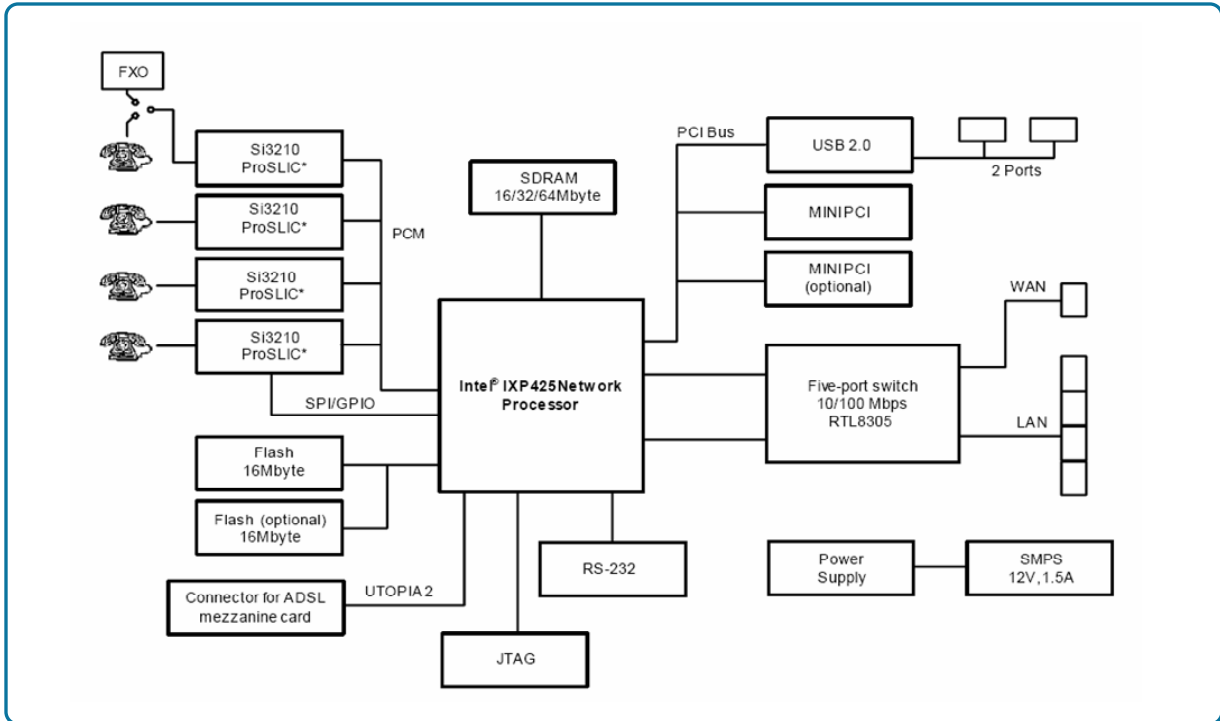 FXO
Si3210
ProSLIC*
Si3210
ProSLIC*
Si3210
ProSLIC*
Si3210
ProSLIC*
PCM
SPI/GPIO
Flash
16Mbyte
Flash (optional)
16Mbyte
Connector for ADSL
mezzanine card
UTOPIA 2
SDRAM
16/32/64Mbyte
Intel® IXP425Network
Processor
JTAG
RS-232
PCI Bus
USB 2.0
2 Ports
MINIPCI
MINIPCI
(optional)
Five-port switch
10/100 Mbps
RTL8305
WAN
LAN
Power
Supply
SMPS
12V, 1.5A